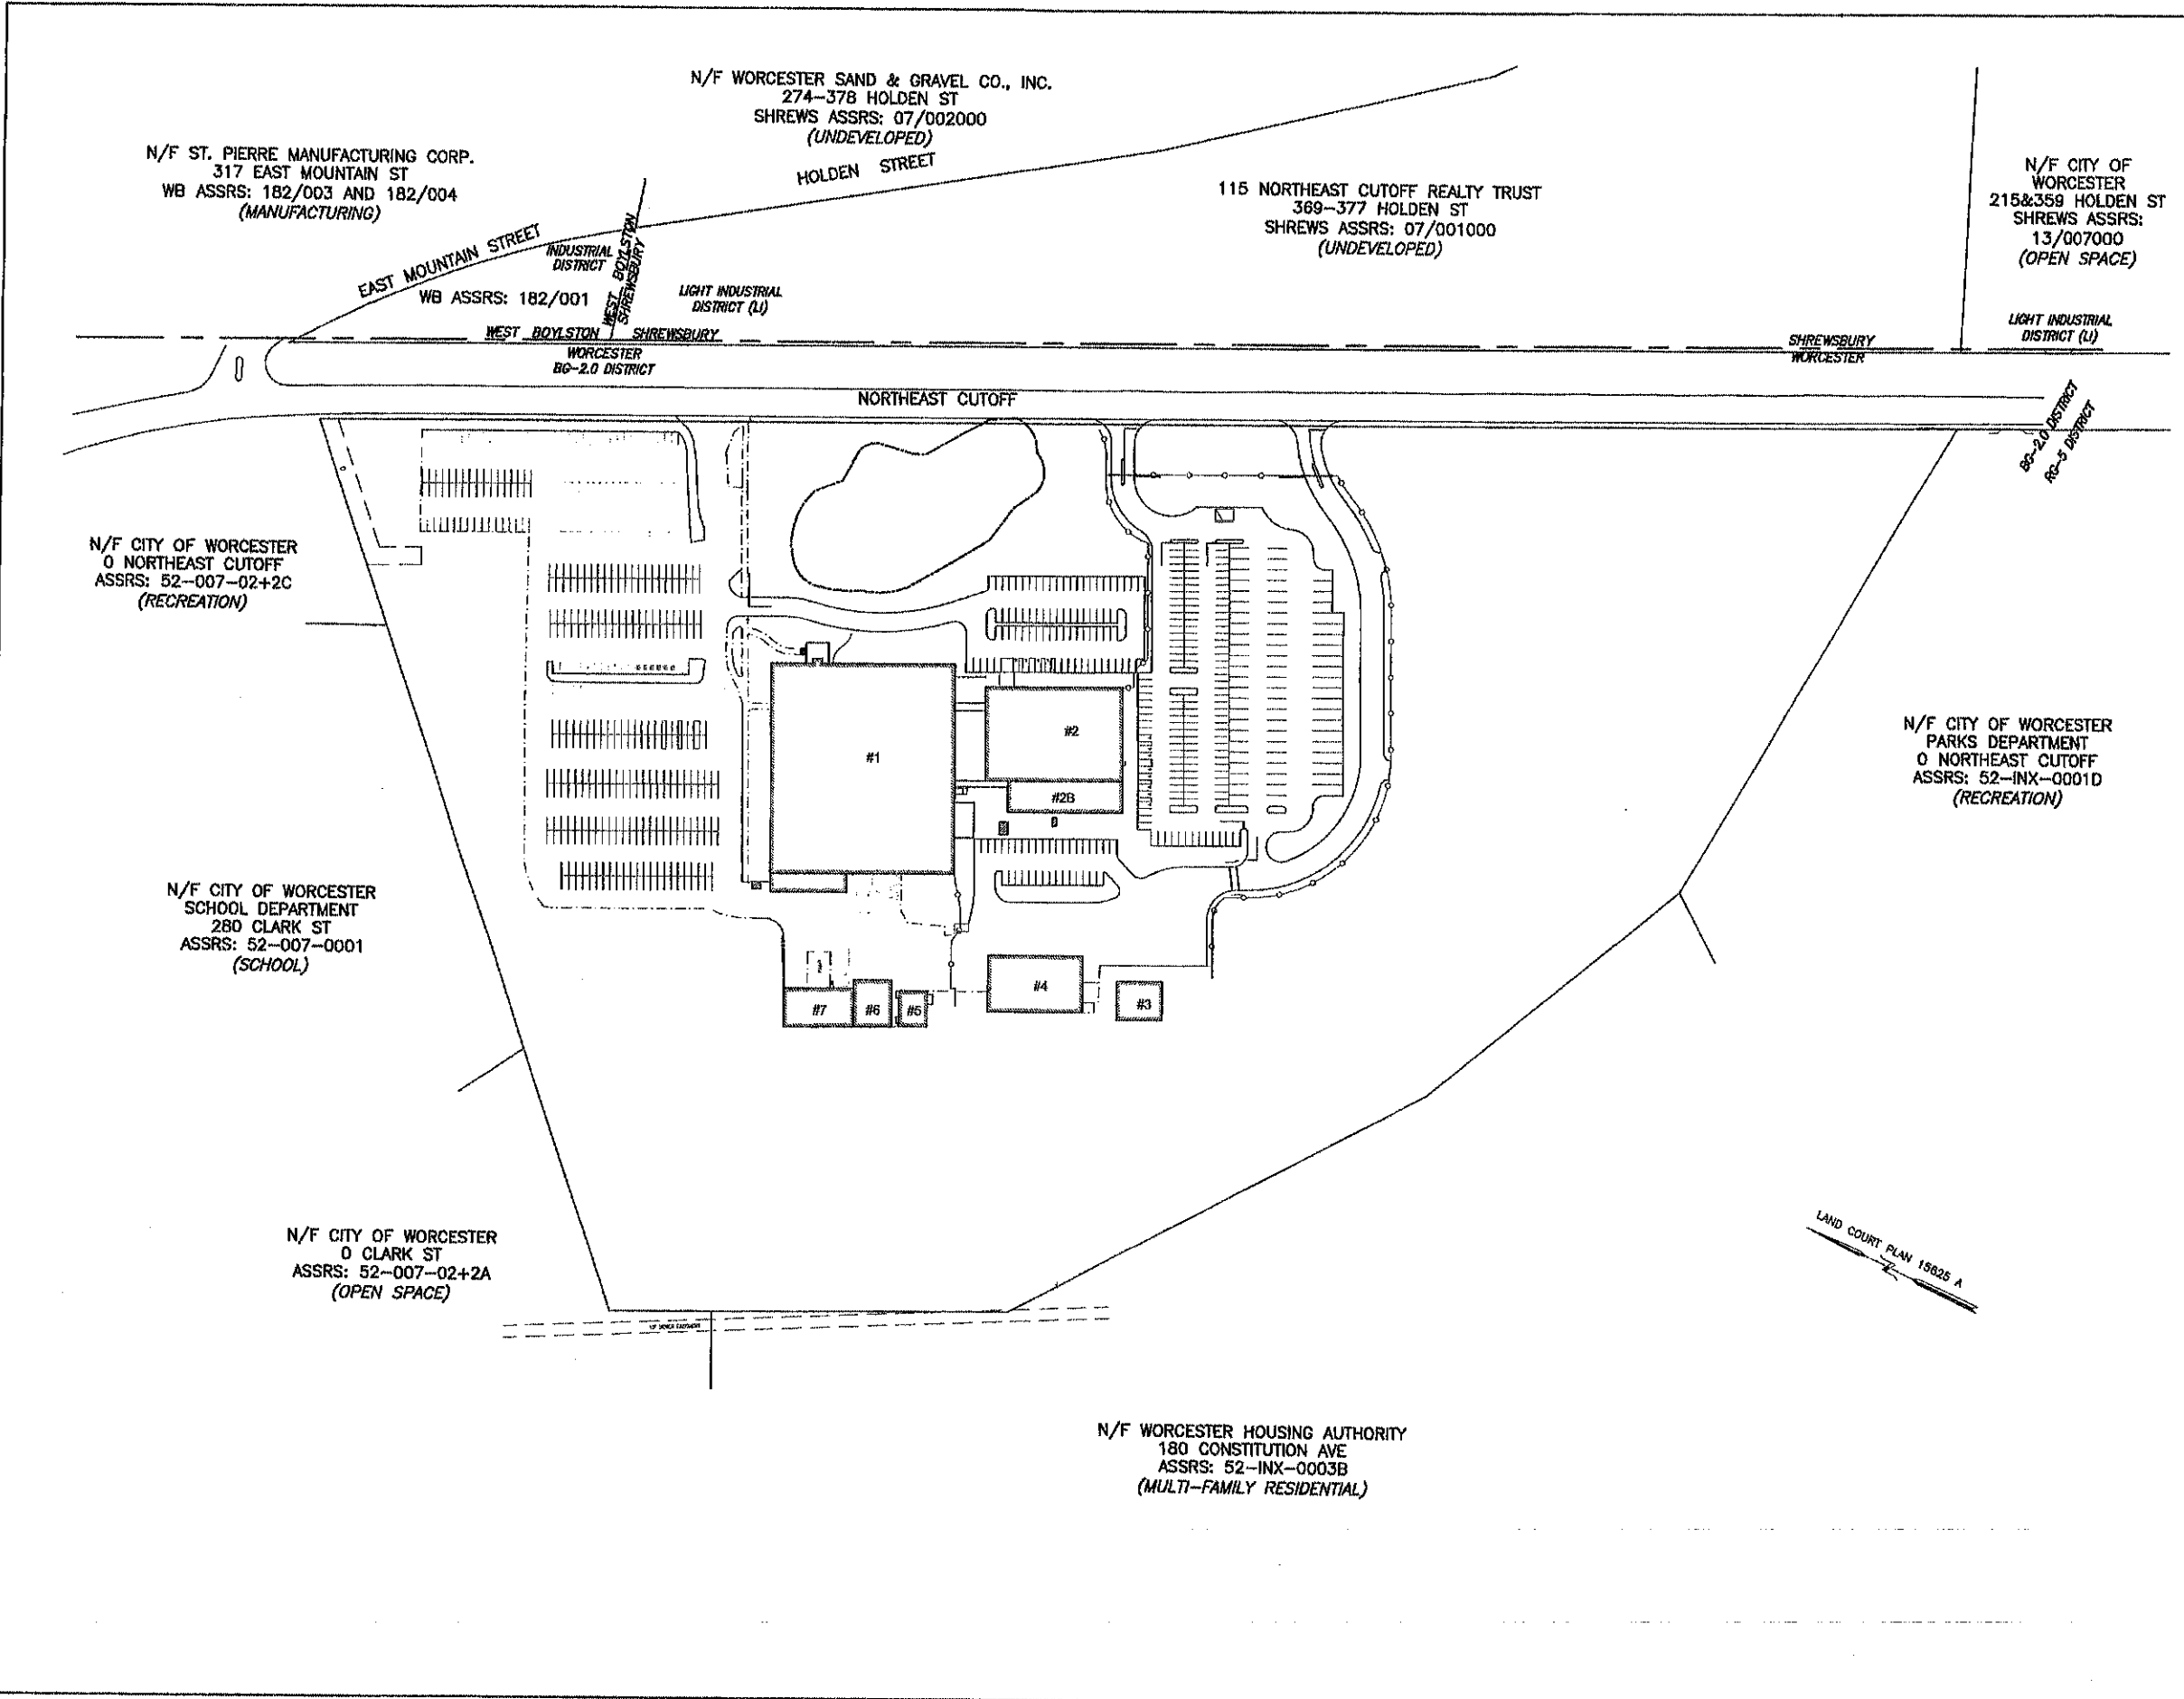 N/F WORCESTER SAND & GRAVEL CO., INC.
274-378 HOLDEN ST
SHREWS ASSRS: 07/002000
(UNDEVELOPED)
HOLDEN STREET
N/F ST. PIERRE MANUFACTURING CORP.
317 EAST MOUNTAIN ST
WB ASSRS: 182/003 AND 182/004
(MANUFACTURING)
115 NORTHEAST CUTOFF REALTY TRUST
369-377 HOLDEN ST
SHREWS ASSRS: 07/001000
(UNDEVELOPED)
N/F CITY OF
WORCESTER
215&359 HOLDEN ST
SHREWS ASSRS:
13/007000
(OPEN SPACE)
EAST MOUNTAIN STREET
INDUSTRIAL
DISTRICT
WEST BOYLSTON
SHREWSBURY
WB ASSRS: 182/001
LIGHT INDUSTRIAL
DISTRICT (LI)
LIGHT INDUSTRIAL
DISTRICT (LI)
WEST BOYLSTON
SHREWSBURY
SHREWSBURY
WORCESTER
BG-2.0 DISTRICT
WORCESTER
NORTHEAST CUTOFF
BG-2.0 DISTRICT
RG-5 DISTRICT
N/F CITY OF WORCESTER
0 NORTHEAST CUTOFF
ASSRS: 52-007-02+2C
(RECREATION)
#1
#2
#2B
N/F CITY OF WORCESTER
PARKS DEPARTMENT
0 NORTHEAST CUTOFF
ASSRS: 52-INX-0001D
(RECREATION)
N/F CITY OF WORCESTER
SCHOOL DEPARTMENT
280 CLARK ST
ASSRS: 52-007-0001
(SCHOOL)
#7
#6
#5
#4
#3
N/F CITY OF WORCESTER
0 CLARK ST
ASSRS: 52-007-02+2A
(OPEN SPACE)
LAND COURT PLAN 15625 A
N/F WORCESTER HOUSING AUTHORITY
180 CONSTITUTION AVE
ASSRS: 52-INX-0003B
(MULTI-FAMILY RESIDENTIAL)